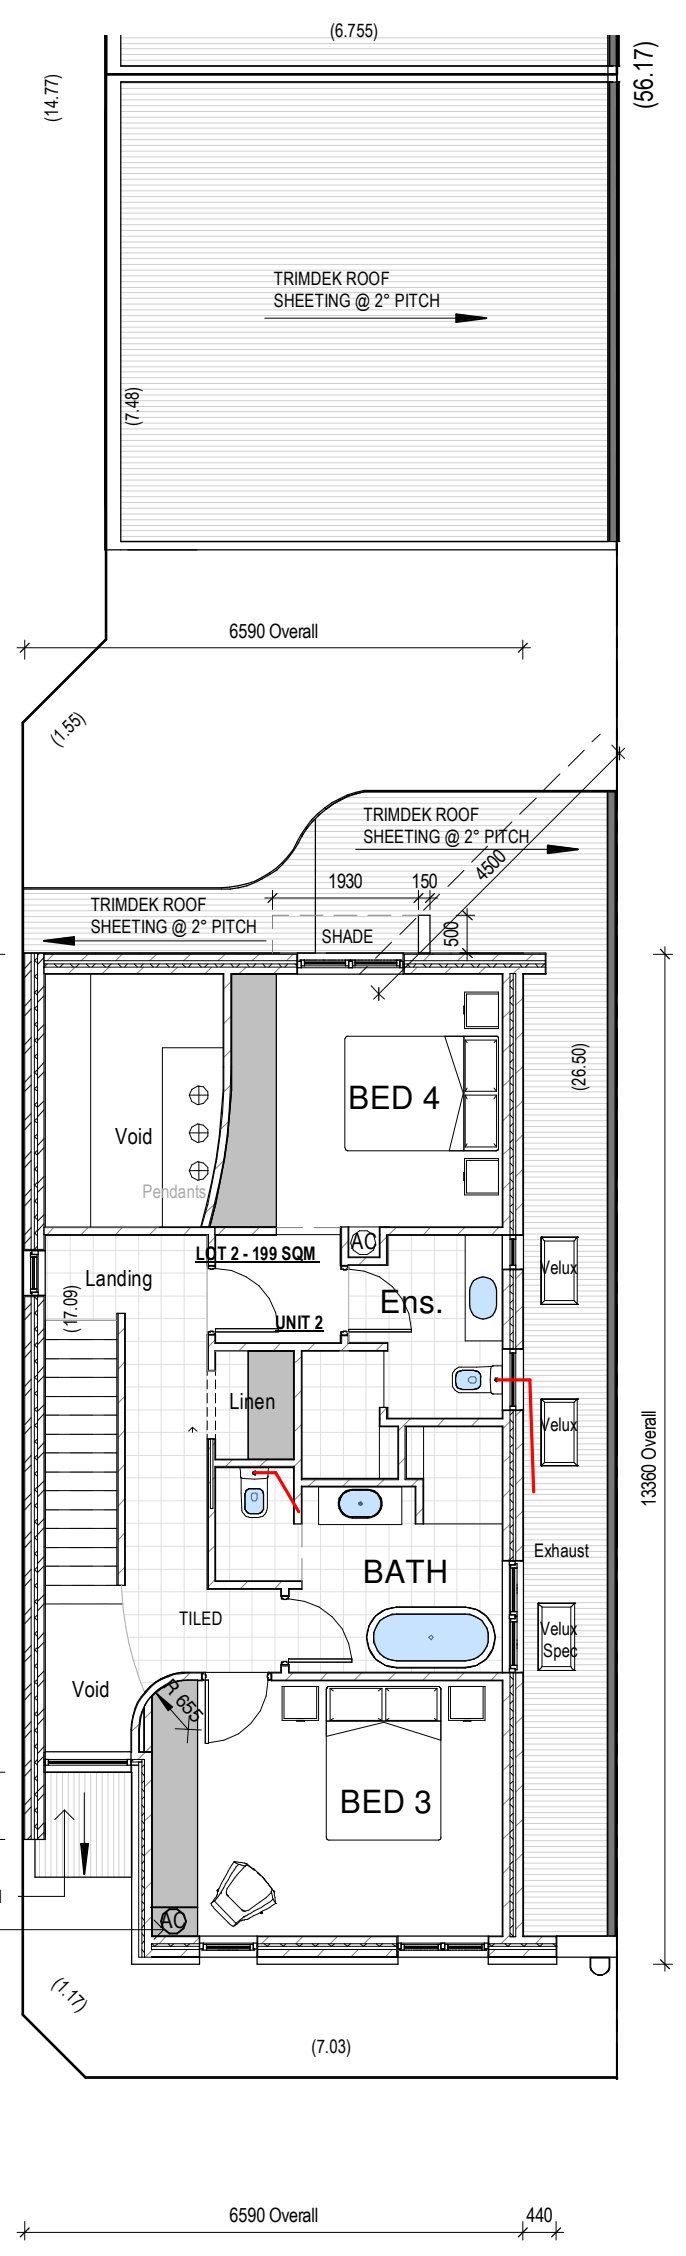 (6.755)
(56.17)
(14.77)
TRIMDEK ROOF
SHEETING @ 2° PITCH
(7.48)
6590 Overall
(1.55)
TRIMDEK ROOF
SHEETING @ 2° PITCH
4500
1930
150
TRIMDEK ROOF
SHEETING @ 2° PITCH
SHADE
500
(26.50)
BED 4
Void
Pendants
AC
LOT 2 - 199 SQM
Landing
Velux
Ens.
(17.09)
UNIT 2
Linen
Velux
13360 Overall
Exhaust
BATH
TILED
Velux
Spec
Void
R 655
BED 3
AC
(1.17)
(7.03)
6590 Overall
440